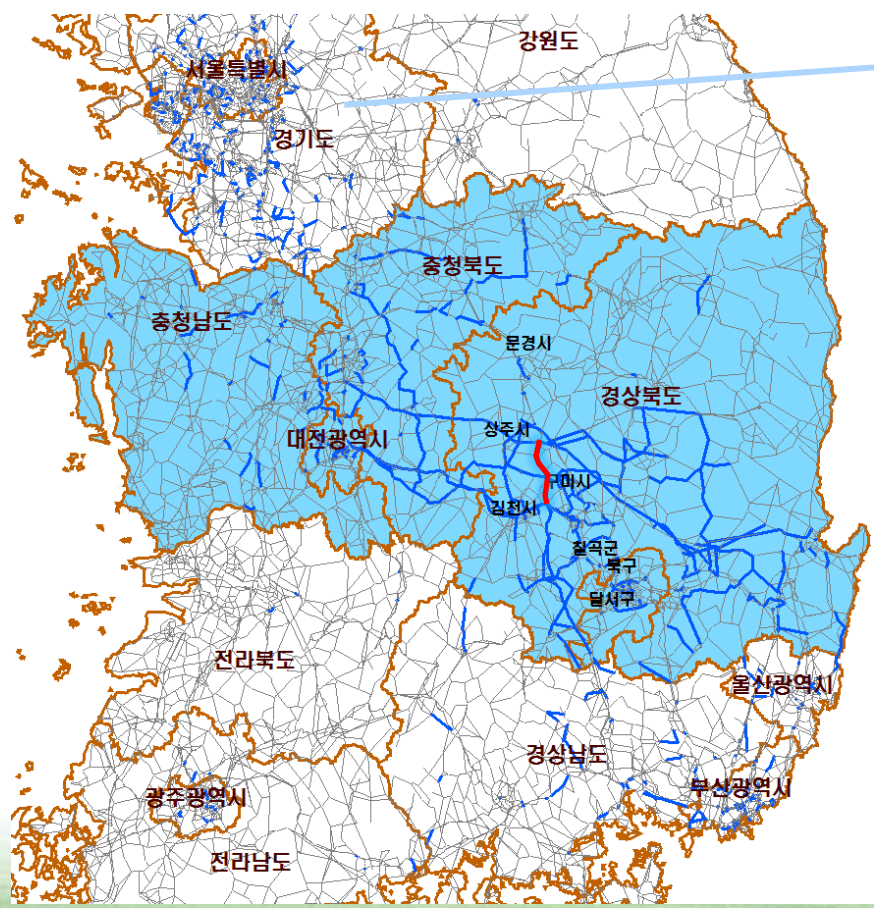 강원도
서울특별시
경기도
충청북도
충청남도
문경시
경상북도
상주시
대전광역시
구미시
김천시
칠곡군
북구
달서구
전라북도
울산광역시
경상남도
부산광역시
광주광역시
전라남도